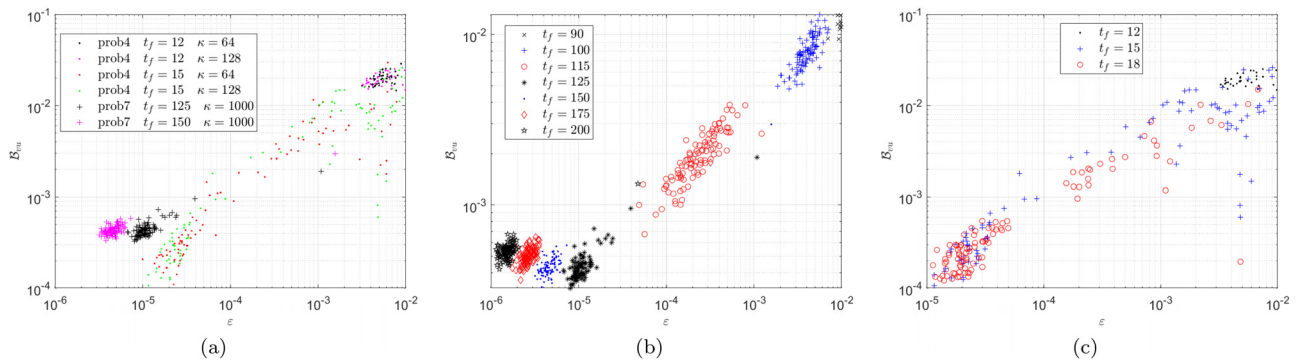 10^{-1}
10^{-2}
10^{-3}
10^{-4}
\mathcal{B}_{\nu u}
prob4 t_f = 12 κ = 64
prob4 t_f = 12 κ = 128
prob4 t_f = 15 κ = 64
prob4 t_f = 15 κ = 128
prob7 t_f = 125 κ = 1000
prob7 t_f = 150 κ = 1000
10^{-6} 10^{-5} 10^{-4} 10^{-3} 10^{-2}
ε
(a)
10^{-2}
10^{-3}
t_f = 90
t_f = 100
t_f = 115
t_f = 125
t_f = 150
t_f = 175
t_f = 200
10^{-6} 10^{-5} 10^{-4} 10^{-3} 10^{-2}
ε
(b)
10^{-1}
10^{-2}
10^{-3}
10^{-4}
t_f = 12
t_f = 15
t_f = 18
10^{-5} 10^{-4} 10^{-3} 10^{-2}
ε
(c)